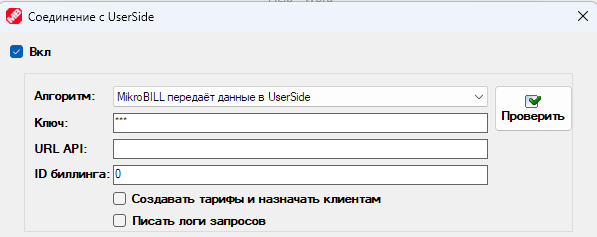 Соединение с UserSide
Вкл
Алгоритм: MikroBILL передаёт данные в UserSide
Проверить
Ключ: ***
URL API:
ID биллинга: 0
Создавать тарифы и назначать клиентам
Писать логи запросов